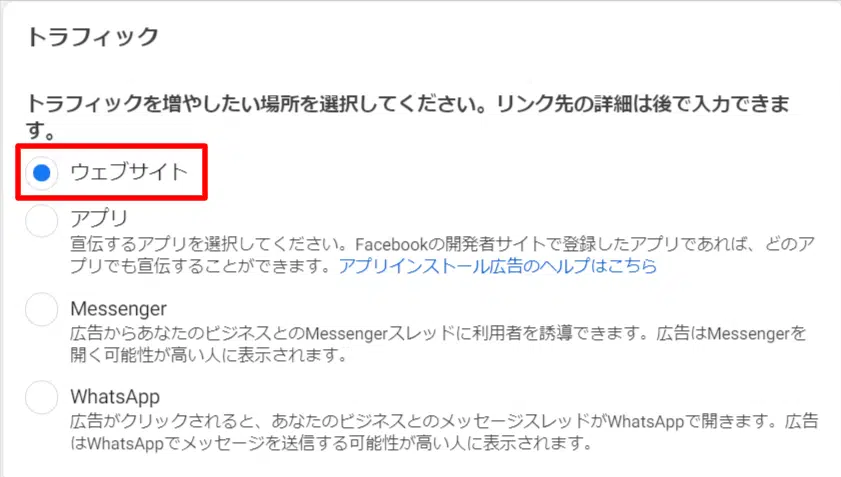 トラフィック
トラフィックを増やしたい場所を選択してください。リンク先の詳細は後で入力できま
す。
ウェブサイト
アプリ
宣伝するアプリを選択してください。Facebookの開発者サイトで登録したアプリであれば、どのア
プリでも宣伝することができます。アプリインストール広告のヘルプはこちら
Messenger
広告からあなたのビジネスとのMessengerスレッドに利用者を誘導できます。広告はMessengerを
開く可能性が高い人に表示されます。
WhatsApp
広告がクリックされると、あなたのビジネスとのメッセージスレッドがWhatsAppで開きます。広告
はWhatsAppでメッセージを送信する可能性が高い人に表示されます。